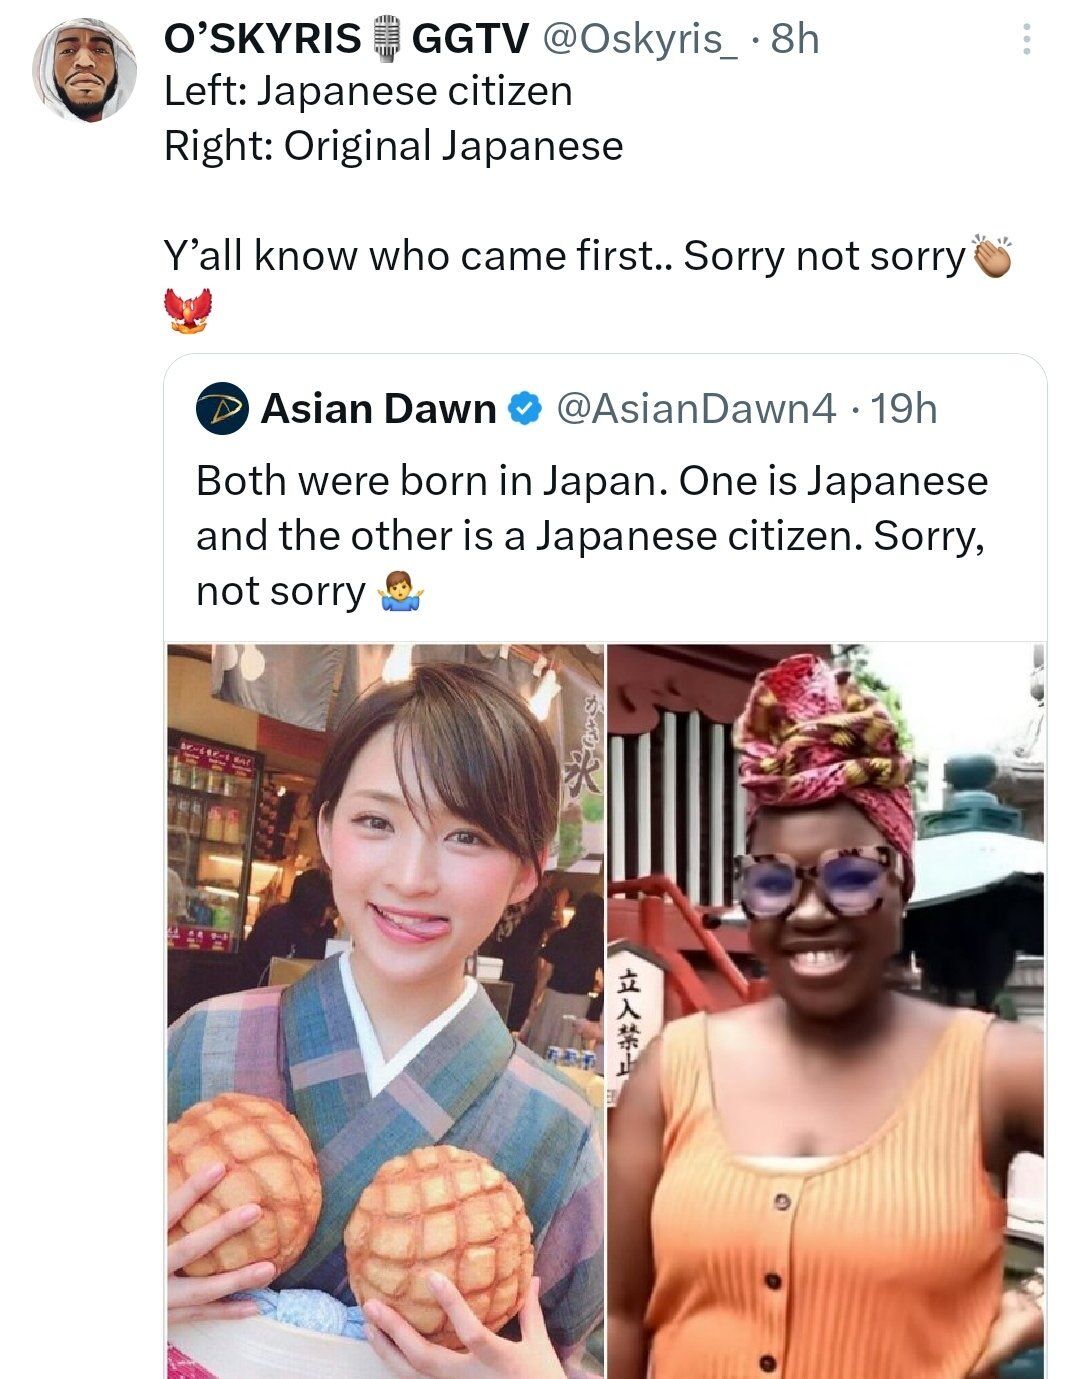 O’SKYRIS🎙️GGTV @Oskyris_ · 8h
Left: Japanese citizen
Right: Original Japanese
Y’all know who came first.. Sorry not sorry👏🏽
🐦‍🔥
Asian Dawn @AsianDawn4 · 19h
Both were born in Japan. One is Japanese
and the other is a Japanese citizen. Sorry,
not sorry 🤷‍♂️
かき氷
立入禁止